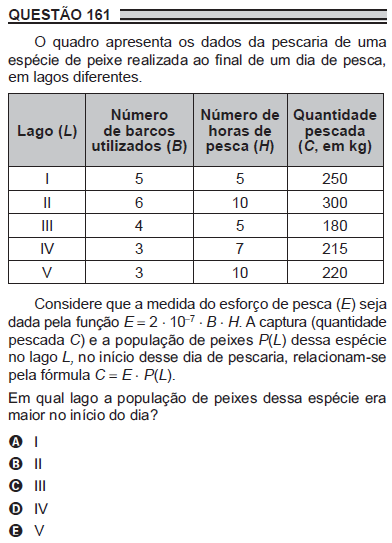 QUESTÃO 161
O quadro apresenta os dados da pescaria de uma
espécie de peixe realizada ao final de um dia de pesca,
em lagos diferentes.
Lago (L) Número de barcos utilizados (B) Número de horas de pesca (H) Quantidade pescada (C, em kg)
I 5 5 250
II 6 10 300
III 4 5 180
IV 3 7 215
V 3 10 220
Considere que a medida do esforço de pesca (E) seja
dada pela função E = 2 · 10⁻⁷ · B · H. A captura (quantidade
pescada C) e a população de peixes P(L) dessa espécie
no lago L, no início desse dia de pescaria, relacionam-se
pela fórmula C = E · P(L).
Em qual lago a população de peixes dessa espécie era
maior no início do dia?
A I
B II
C III
D IV
E V